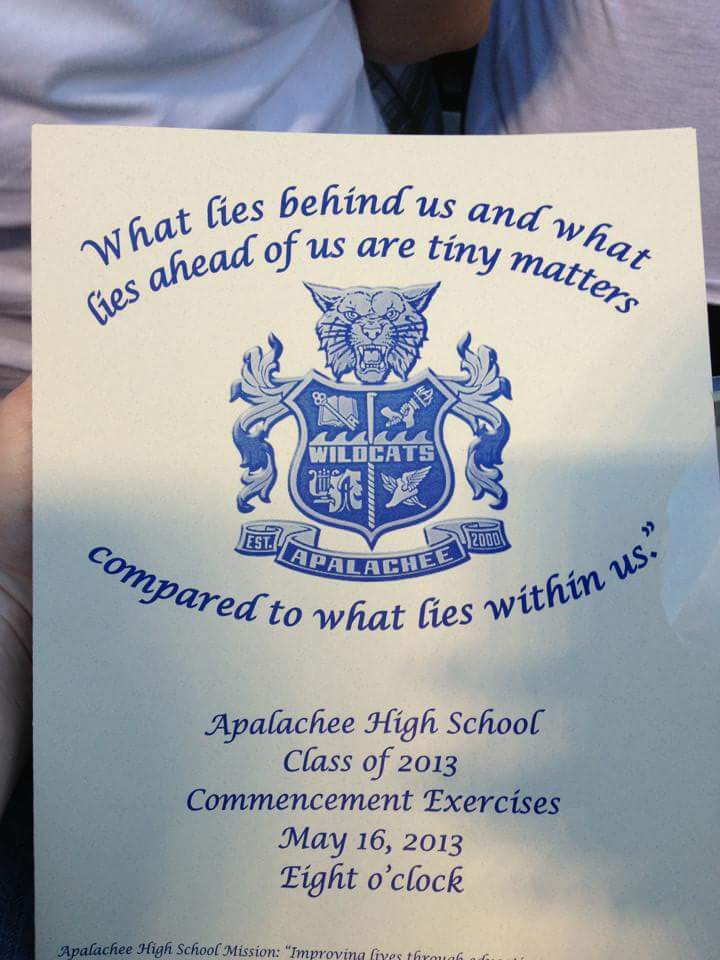 What lies behind us and what
lies ahead of us are tiny matters
WILDCATS
EST. APALACHEE 2000
compared to what lies within us."
Apalachee High School
Class of 2013
Commencement Exercises
May 16, 2013
Eight o'clock
Apalachee High School Mission: "Improving lives through